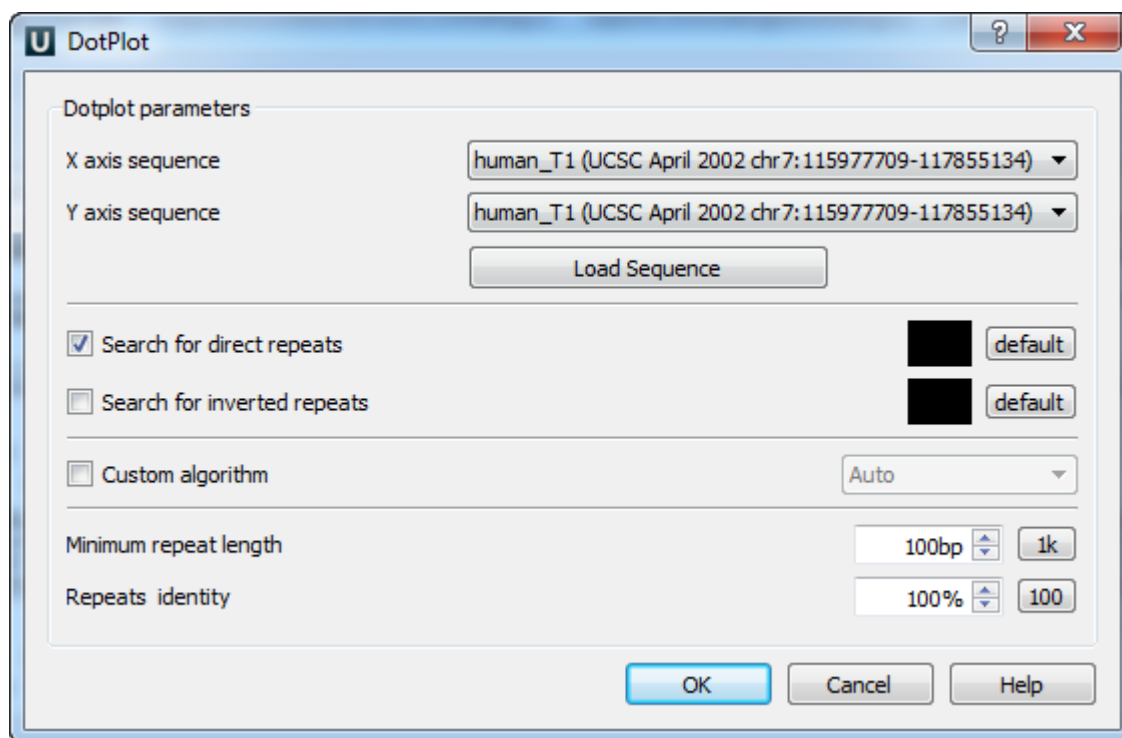 U DotPlot
Dotplot parameters
X axis sequence human_T1 (UCSC April 2002 chr7:115977709-117855134)
Y axis sequence human_T1 (UCSC April 2002 chr7:115977709-117855134)
Load Sequence
Search for direct repeats default
Search for inverted repeats default
Custom algorithm Auto
Minimum repeat length 100bp 1k
Repeats identity 100% 100
OK Cancel Help